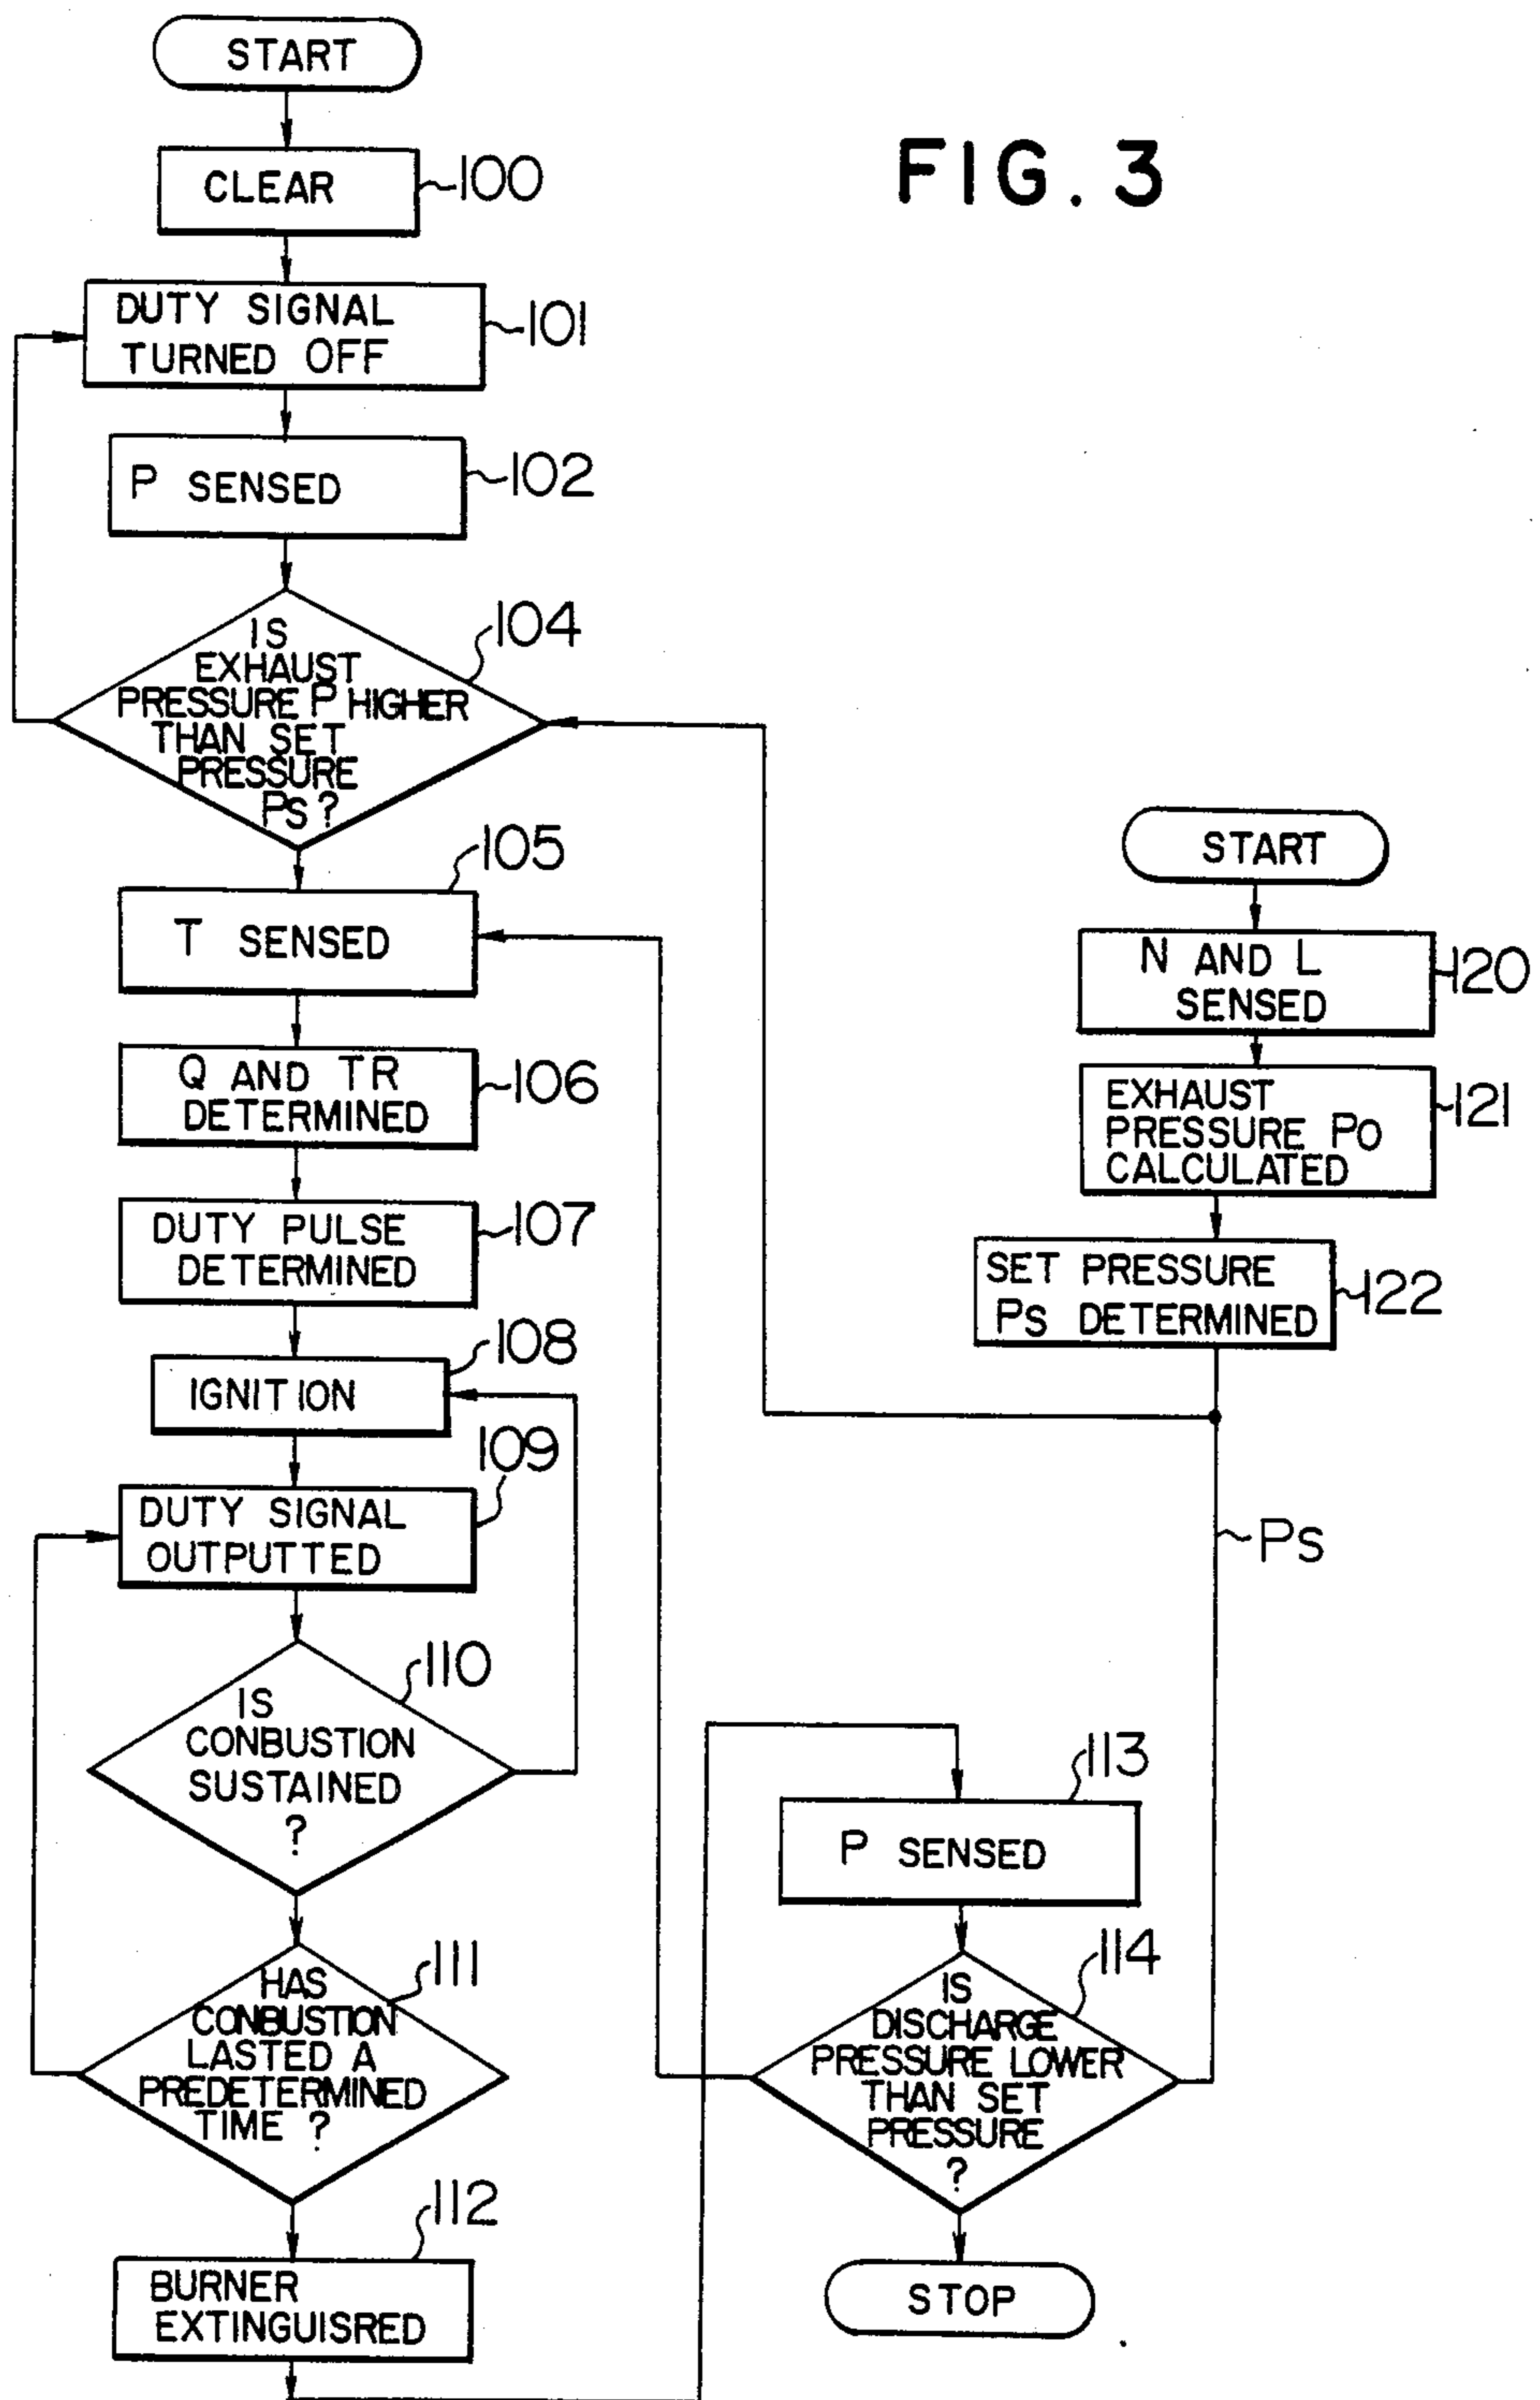 START
FIG. 3
CLEAR
100
DUTY SIGNAL
TURNED OFF
101
P SENSED
102
IS
EXHAUST
PRESSURE P HIGHER
THAN SET
PRESSURE
Ps ?
104
T SENSED
105
Q AND TR
DETERMINED
106
DUTY PULSE
DETERMINED
107
IGNITION
108
DUTY SIGNAL
OUTPUTTED
109
IS
CONBUSTION
SUSTAINED
?
110
HAS
CONBUSTION
LASTED A
PREDETERMINED
TIME ?
111
BURNER
EXTINGUISRED
112
START
N AND L
SENSED
120
EXHAUST
PRESSURE Po
CALCULATED
121
SET PRESSURE
Ps DETERMINED
122
Ps
P SENSED
113
IS
DISCHARGE
PRESSURE LOWER
THAN SET
PRESSURE
?
114
STOP